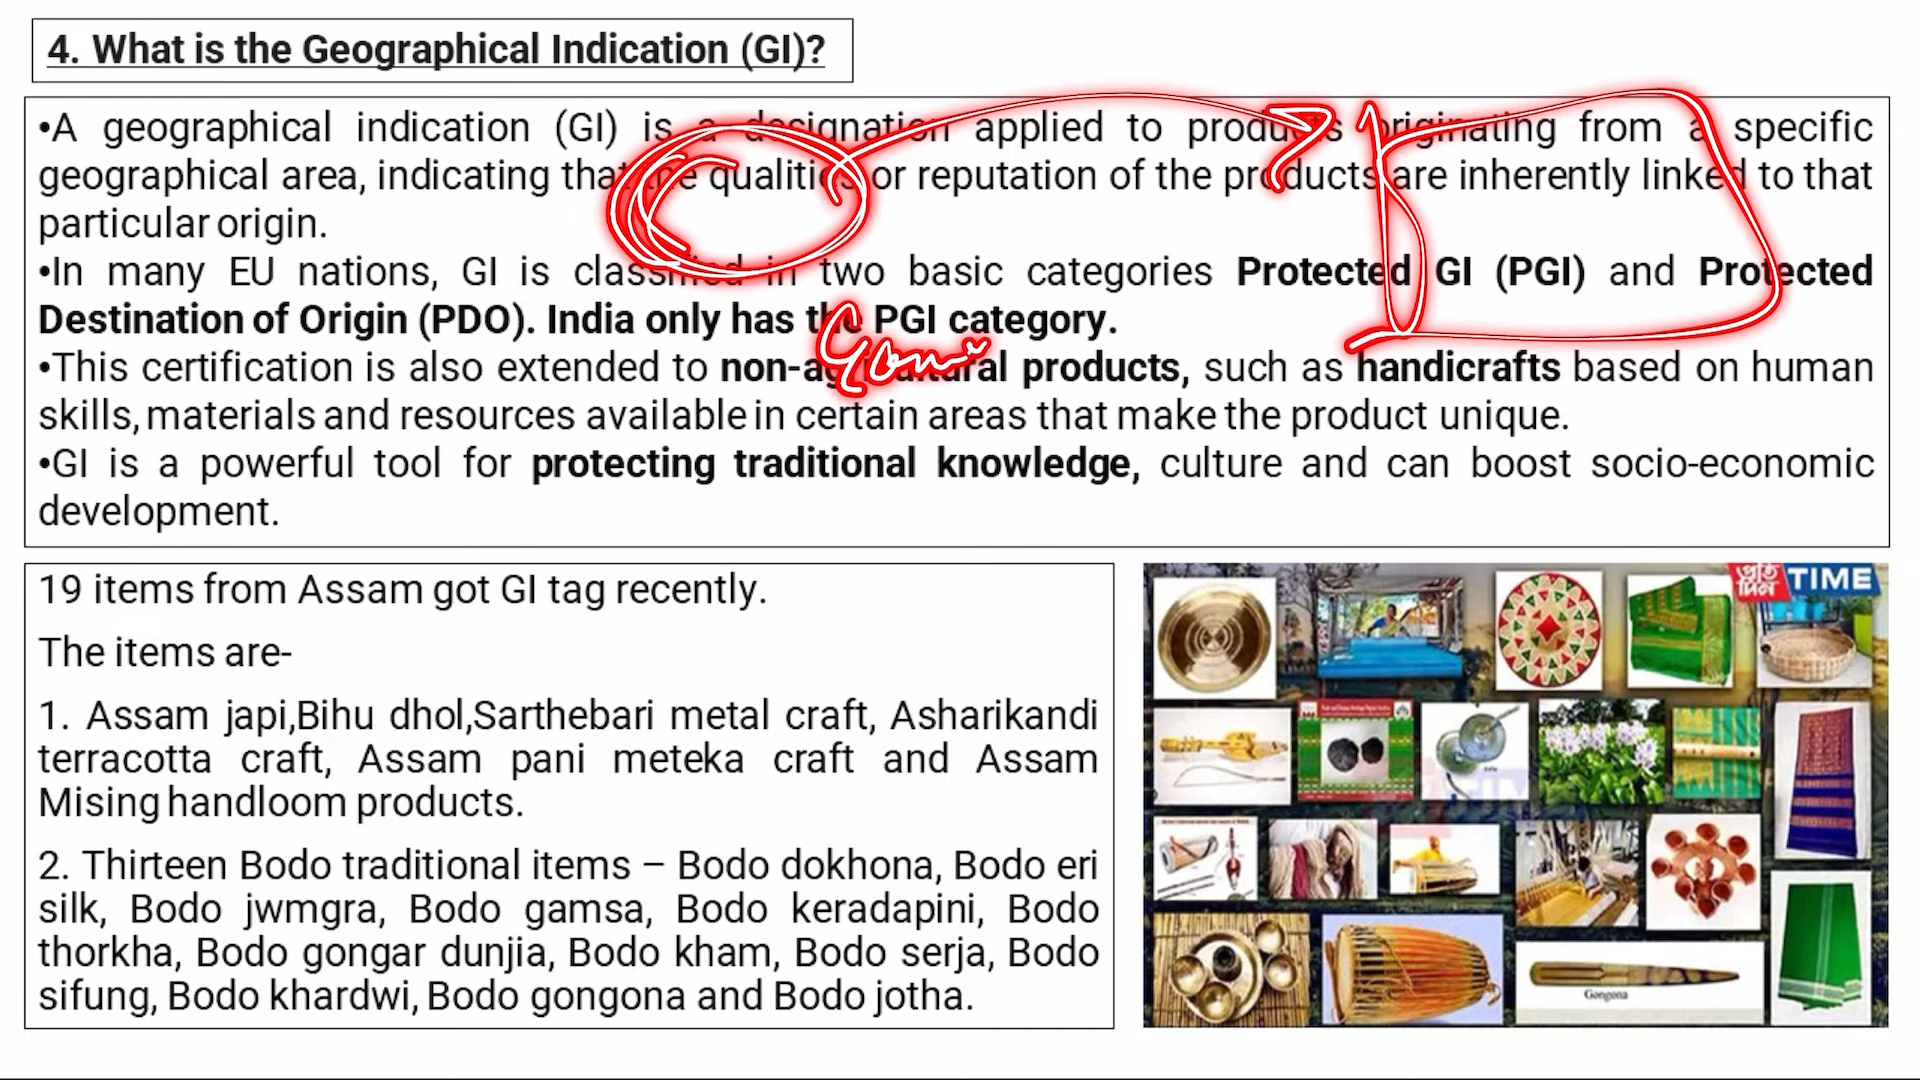 4. What is the Geographical Indication (GI)?
•A geographical indication (GI) is a designation applied to products originating from a specific
geographical area, indicating that the qualities or reputation of the products are inherently linked to that
particular origin.
•In many EU nations, GI is classified in two basic categories Protected GI (PGI) and Protected
Destination of Origin (PDO). India only has the PGI category.
•This certification is also extended to non-agricultural products, such as handicrafts based on human
skills, materials and resources available in certain areas that make the product unique.
•GI is a powerful tool for protecting traditional knowledge, culture and can boost socio-economic
development.
19 items from Assam got GI tag recently.
The items are-
1. Assam japi,Bihu dhol,Sarthebari metal craft, Asharikandi
terracotta craft, Assam pani meteka craft and Assam
Mising handloom products.
2. Thirteen Bodo traditional items – Bodo dokhona, Bodo eri
silk, Bodo jwmgra, Bodo gamsa, Bodo keradapini, Bodo
thorkha, Bodo gongar dunjia, Bodo kham, Bodo serja, Bodo
sifung, Bodo khardwi, Bodo gongona and Bodo jotha.
প্রতিদিন TIME
Gongona